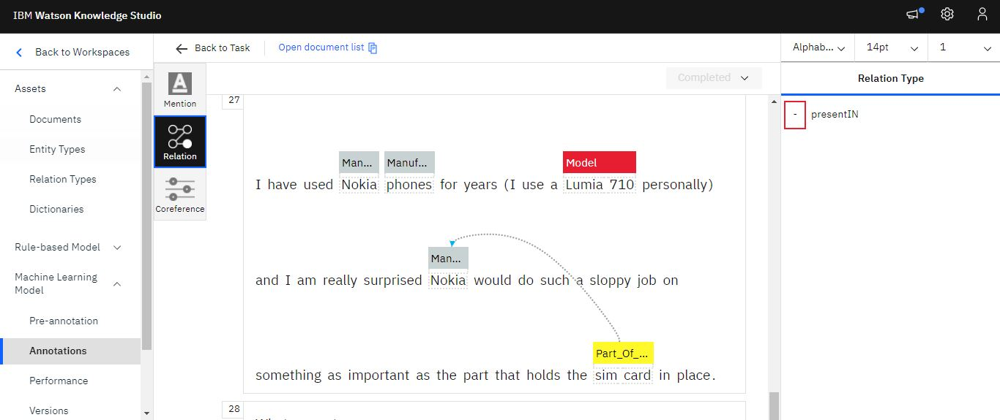 IBM Watson Knowledge Studio
Back to Workspaces
Back to Task
Open document list
Alphab...
14pt
1
Assets
Documents
Entity Types
Relation Types
Dictionaries
Rule-based Model
Machine Learning
Model
Pre-annotation
Annotations
Performance
Versions
Mention
Relation
Coreference
Completed
27
Man... Manuf... Model
I have used Nokia phones for years (I use a Lumia 710 personally)
Man...
and I am really surprised Nokia would do such a sloppy job on
Part_Of_...
something as important as the part that holds the sim card in place.
28
Relation Type
- presentIN